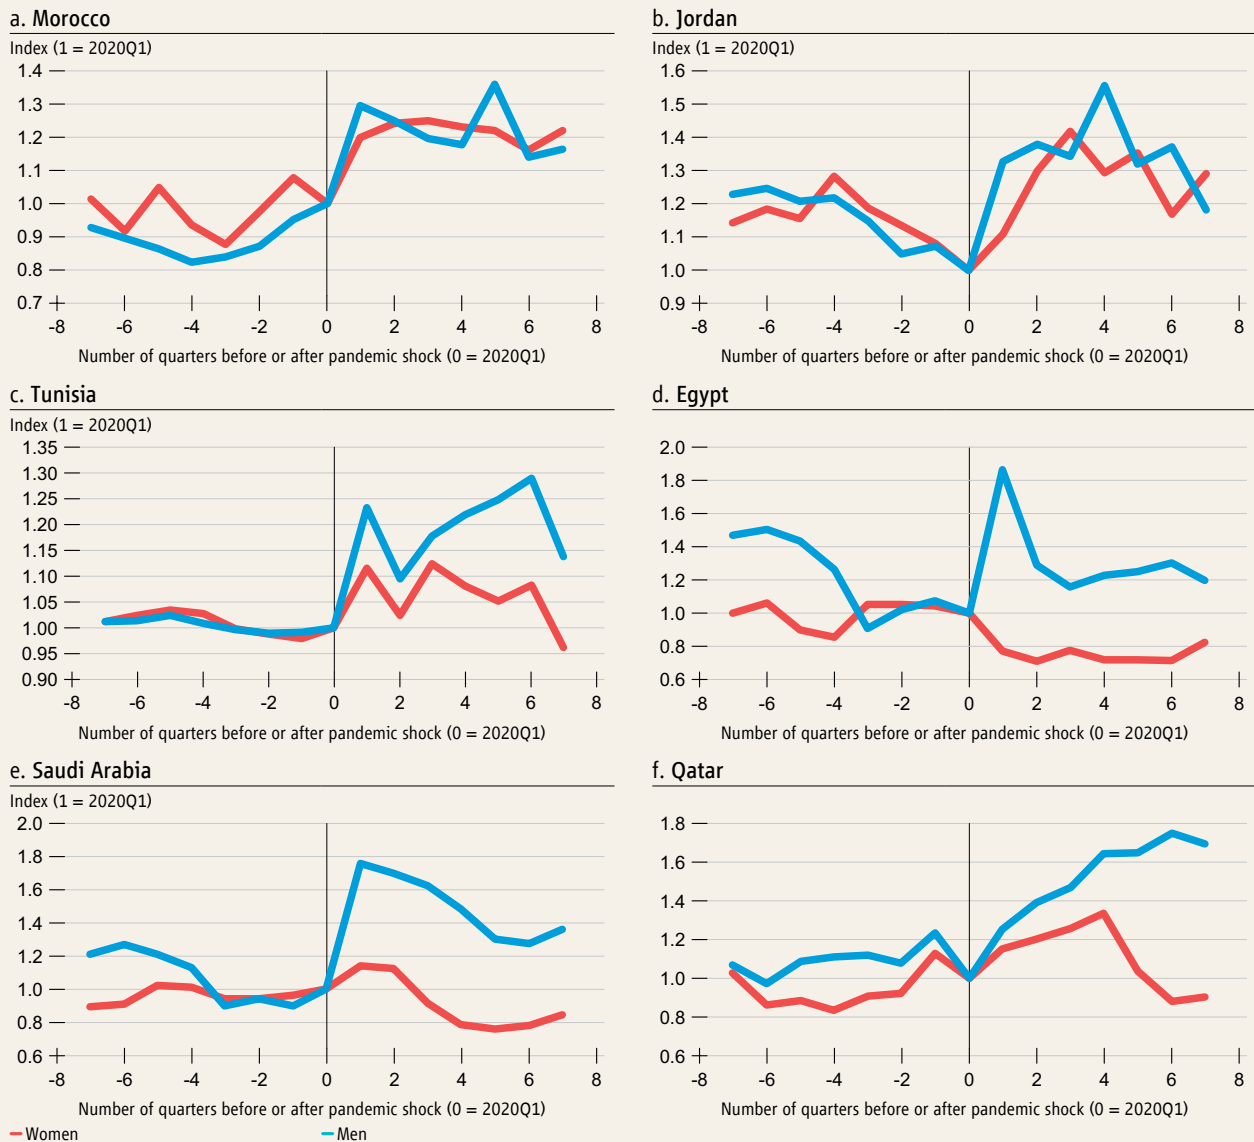 a. Morocco
Index (1 = 2020Q1)
1.4
1.3
1.2
1.1
1.0
0.9
0.8
0.7
-8 -6 -4 -2 0 2 4 6 8
Number of quarters before or after pandemic shock (0 = 2020Q1)
b. Jordan
Index (1 = 2020Q1)
1.6
1.5
1.4
1.3
1.2
1.1
1.0
0.9
-8 -6 -4 -2 0 2 4 6 8
Number of quarters before or after pandemic shock (0 = 2020Q1)
c. Tunisia
Index (1 = 2020Q1)
1.35
1.30
1.25
1.20
1.15
1.10
1.05
1.00
0.95
0.90
-8 -6 -4 -2 0 2 4 6 8
Number of quarters before or after pandemic shock (0 = 2020Q1)
d. Egypt
2.0
1.8
1.6
1.4
1.2
1.0
0.8
0.6
-8 -6 -4 -2 0 2 4 6 8
Number of quarters before or after pandemic shock (0 = 2020Q1)
e. Saudi Arabia
Index (1 = 2020Q1)
2.0
1.8
1.6
1.4
1.2
1.0
0.8
0.6
-8 -6 -4 -2 0 2 4 6 8
Number of quarters before or after pandemic shock (0 = 2020Q1)
f. Qatar
1.8
1.6
1.4
1.2
1.0
0.8
0.6
-8 -6 -4 -2 0 2 4 6 8
Number of quarters before or after pandemic shock (0 = 2020Q1)
Women Men